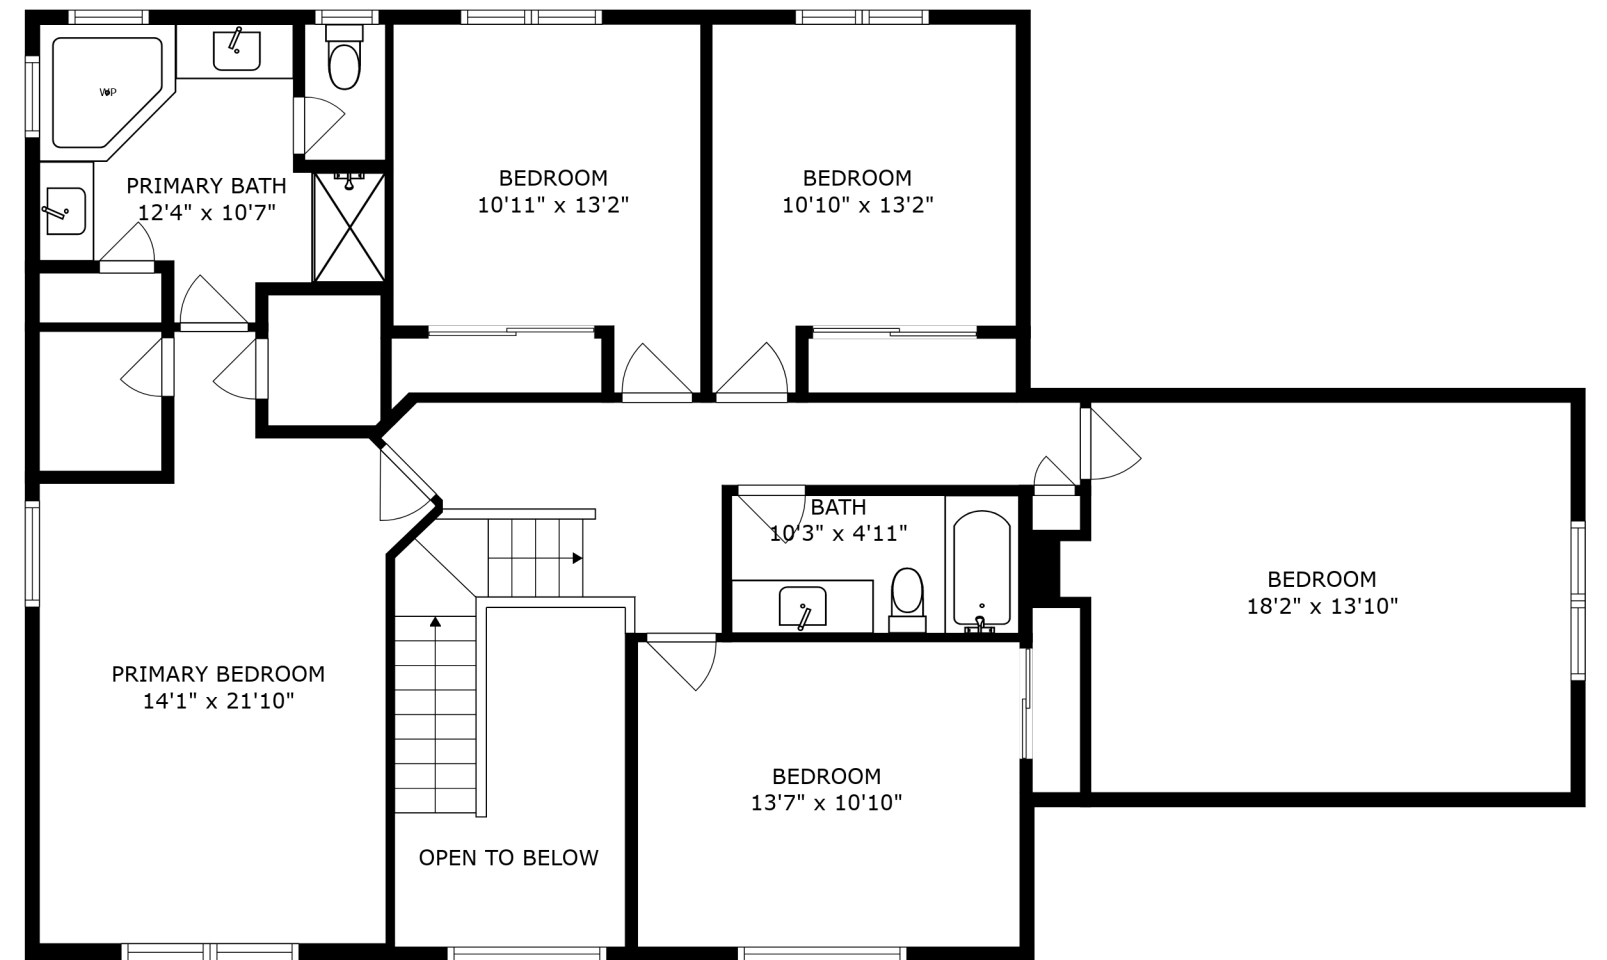 WP
PRIMARY BATH
12'4" x 10'7"
BEDROOM
10'11" x 13'2"
BEDROOM
10'10" x 13'2"
BATH
10'3" x 4'11"
BEDROOM
18'2" x 13'10"
PRIMARY BEDROOM
14'1" x 21'10"
BEDROOM
13'7" x 10'10"
OPEN TO BELOW